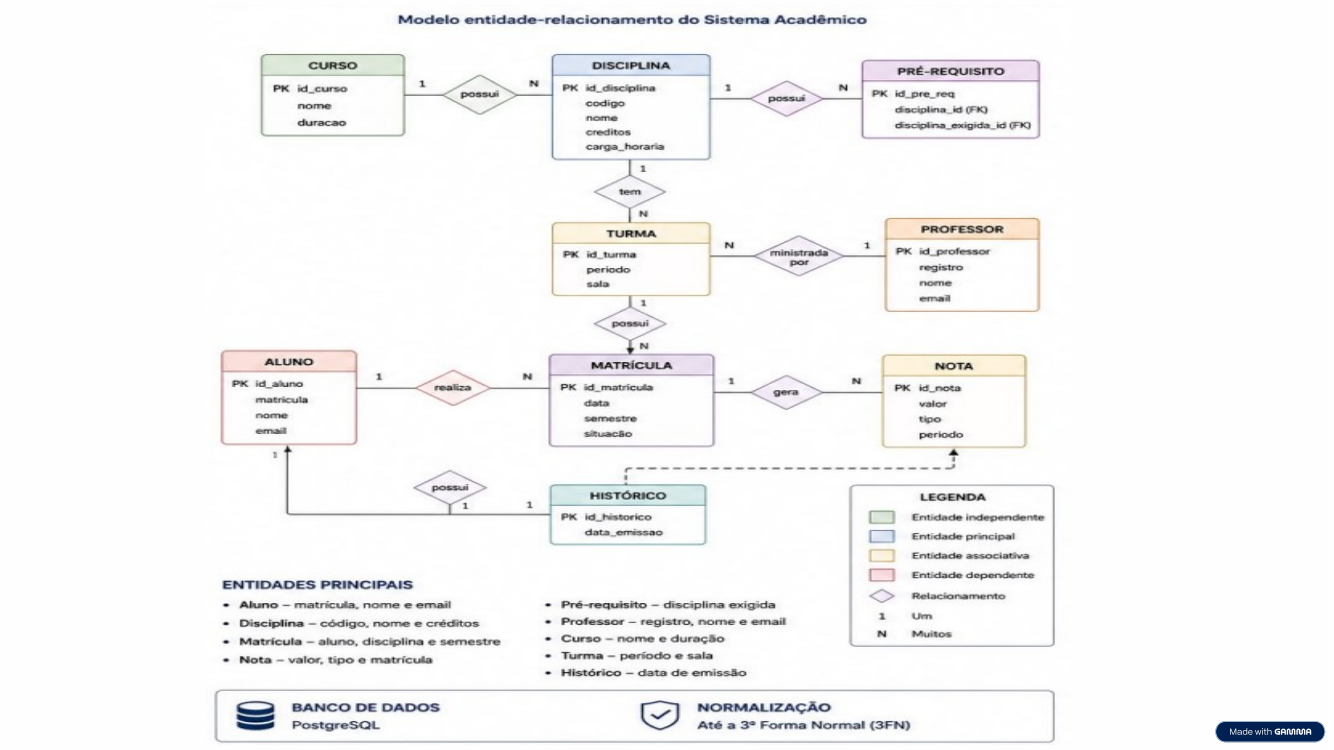 Modelo entidade-relacionamento do Sistema Acadêmico
CURSO
PK id_curso
nome
duracao
1
possui
N
DISCIPLINA
PK id_disciplina
codigo
nome
creditos
carga_horaria
1
possui
N
PRÉ-REQUISITO
PK id_pre_req
disciplina_id (FK)
disciplina_exigida_id (FK)
1
tem
N
TURMA
PK id_turma
periodo
sala
N
ministrada
por
1
PROFESSOR
PK id_professor
registro
nome
email
1
possui
N
ALUNO
PK id_aluno
matricula
nome
email
1
realiza
N
MATRÍCULA
PK id_matricula
data
semestre
situacão
1
gera
N
NOTA
PK id_nota
valor
tipo
periodo
1
possui
1
1
HISTÓRICO
PK id_historico
data_emissao
LEGENDA
Entidade independente
Entidade principal
Entidade associativa
Entidade dependente
Relacionamento
1 Um
N Muitos
ENTIDADES PRINCIPAIS
• Aluno – matrícula, nome e email
• Disciplina – código, nome e créditos
• Matrícula – aluno, disciplina e semestre
• Nota – valor, tipo e matrícula
• Pré-requisito – disciplina exigida
• Professor – registro, nome e email
• Curso – nome e duração
• Turma – período e sala
• Histórico – data de emissão
BANCO DE DADOS
PostgreSQL
NORMALIZAÇÃO
Até a 3ª Forma Normal (3FN)
Made with GAMMA